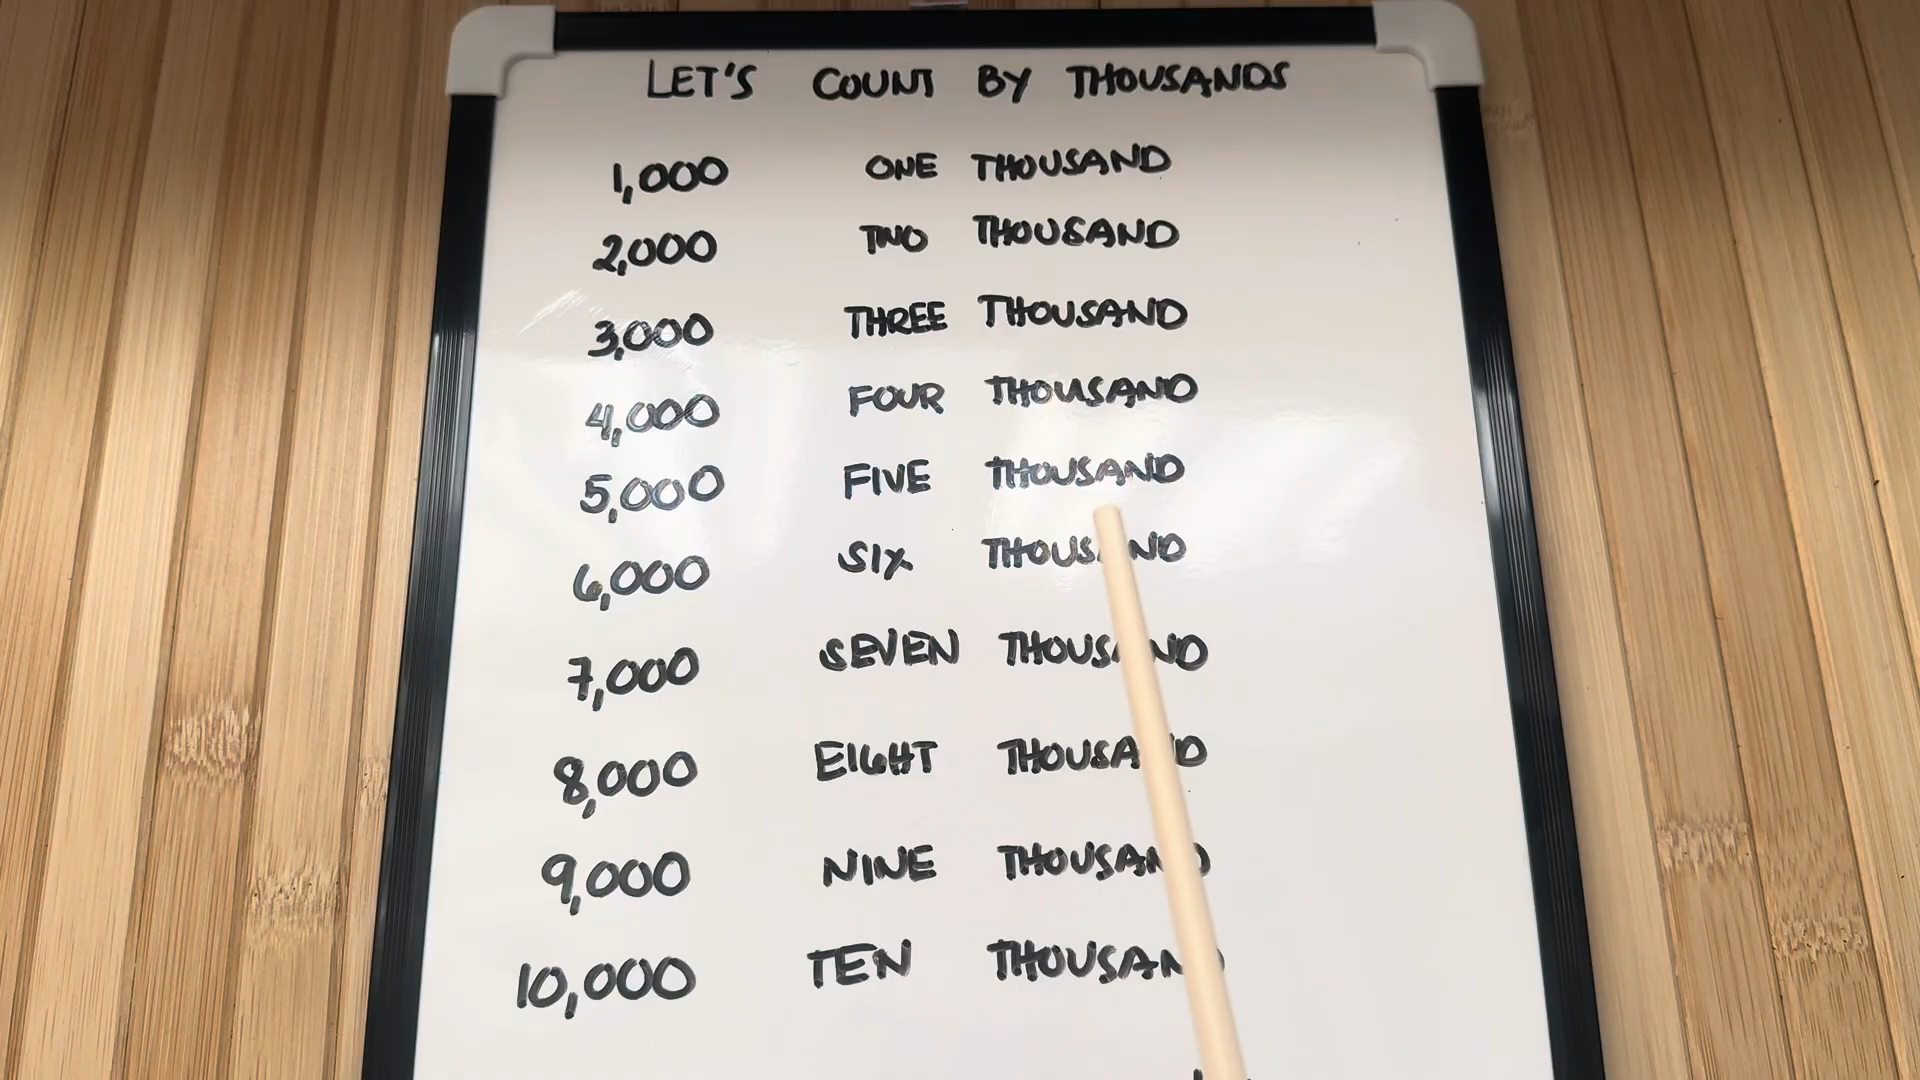 LET'S COUNT BY THOUSANDS
1,000 ONE THOUSAND
2,000 TWO THOUSAND
3,000 THREE THOUSAND
4,000 FOUR THOUSAND
5,000 FIVE THOUSAND
6,000 SIX THOUSAND
7,000 SEVEN THOUSAND
8,000 EIGHT THOUSAND
9,000 NINE THOUSAND
10,000 TEN THOUSAND